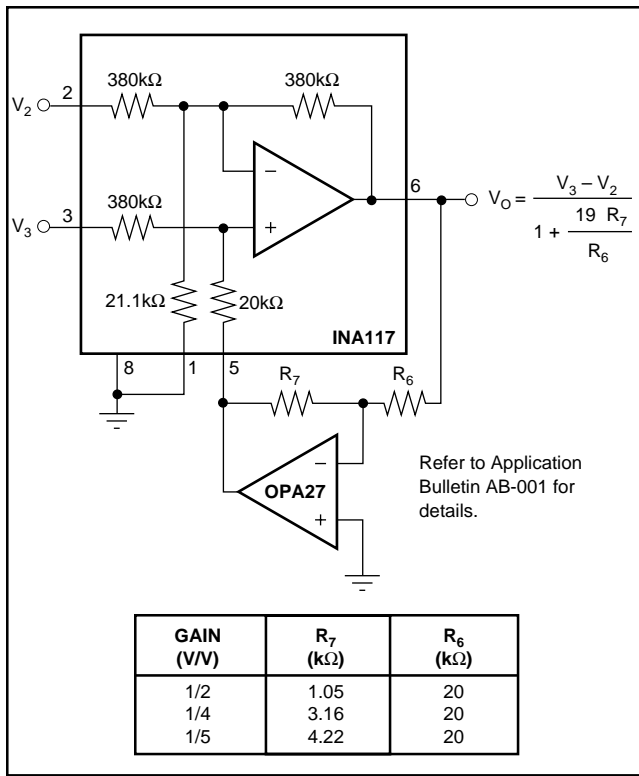 380kΩ 380kΩ
V2 2
6
V3 3 380kΩ
− +
VO = V3 – V2
1 + 19 R7
R6
21.1kΩ 20kΩ
INA117
8 1 5
R7 R6
− +
OPA27
Refer to Application
Bulletin AB-001 for
details.
GAIN (V/V) R7 (kΩ) R6 (kΩ)
1/2 1.05 20
1/4 3.16 20
1/5 4.22 20